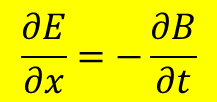 ∂E/∂x = − ∂B/∂t